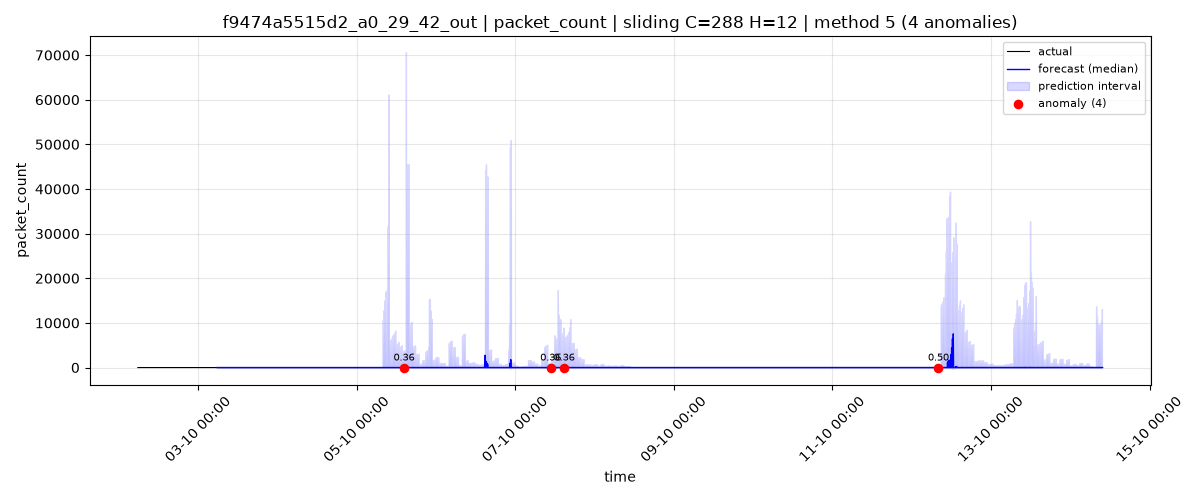 f9474a5515d2_a0_29_42_out | packet_count | sliding C=288 H=12 | method 5 (4 anomalies)
packet_count
70000
60000
50000
40000
30000
20000
10000
0
actual
forecast (median)
prediction interval
anomaly (4)
0.36
0.36
0.36
0.50
03-10 00:00
05-10 00:00
07-10 00:00
09-10 00:00
11-10 00:00
13-10 00:00
15-10 00:00
time